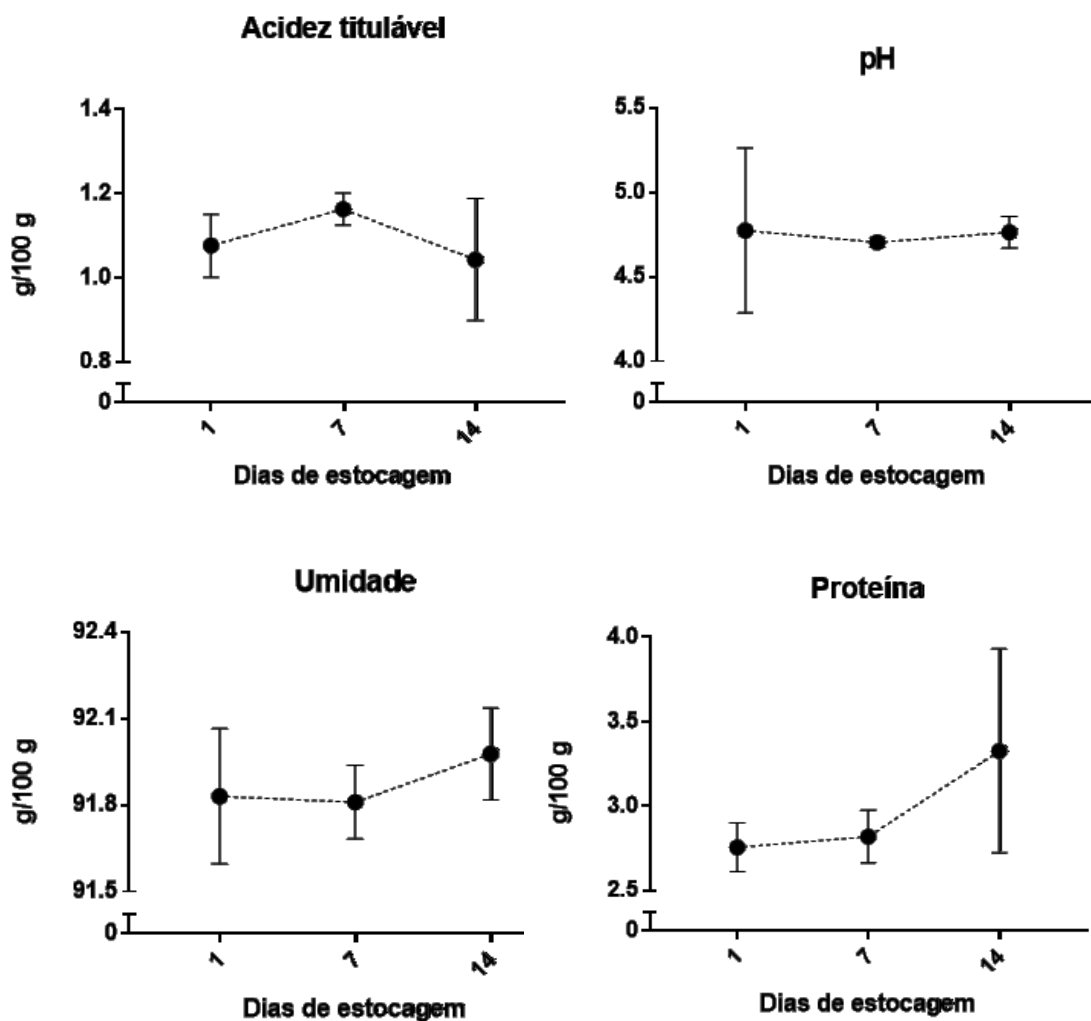 Acidez titulável
1.4
1.2
1.0
0.8
0
g/100 g
1
7
14
Dias de estocagem
pH
5.5
5.0
4.5
4.0
0
1
7
14
Dias de estocagem
Umidade
92.4
92.1
91.8
91.5
0
g/100 g
1
7
14
Dias de estocagem
Proteína
4.0
3.5
3.0
2.5
0
g/100 g
1
7
14
Dias de estocagem